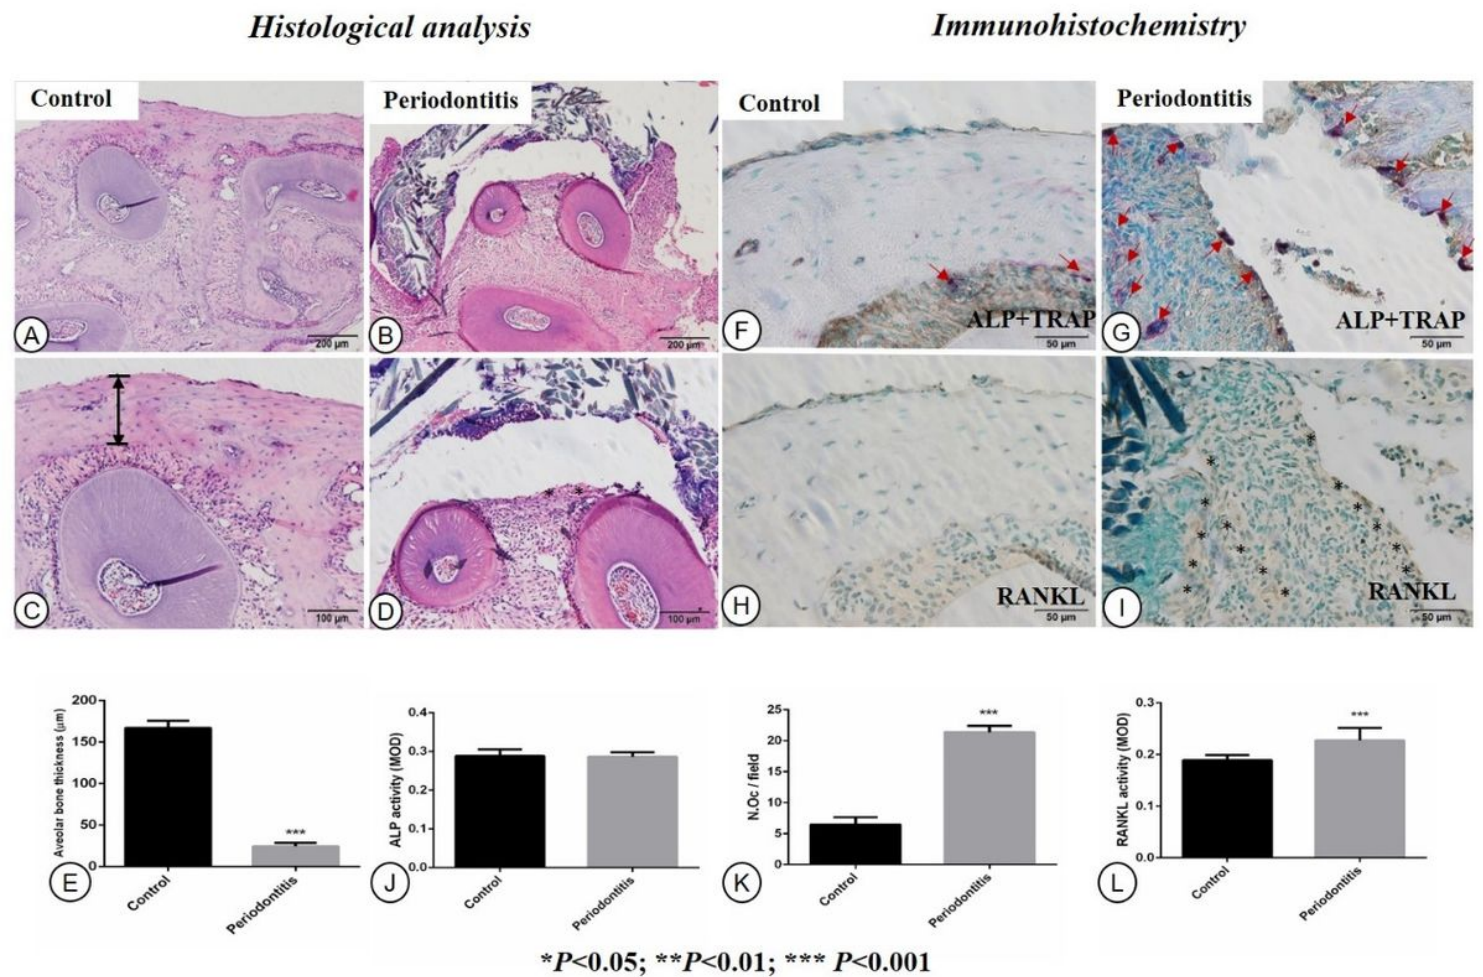 Histological analysis
Immunohistochemistry
Control
Periodontitis
Control
Periodontitis
A
200 µm
B
200 µm
F
ALP+TRAP
50 µm
G
ALP+TRAP
50 µm
C
100 µm
D
* *
100 µm
H
RANKL
50 µm
I
* * * * * * * * * * * * * *
RANKL
50 µm
Aveolar bone thickness (µm)
200
150
100
50
0
***
Control
Periodontitis
E
ALP activity (MOD)
0.4
0.3
0.2
0.1
0.0
Control
Periodontitis
J
N.Oc / field
25
20
15
10
5
0
***
Control
Periodontitis
K
RANKL activity (MOD)
0.3
0.2
0.1
0.0
***
Control
Periodontitis
L
*P<0.05; **P<0.01; *** P<0.001